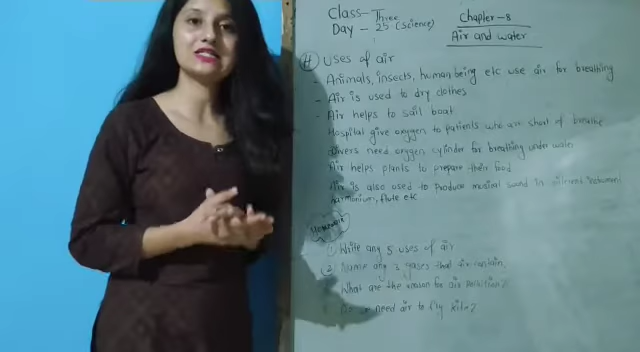 Class- Three
Day - 25 (Science)
Chapter-8
Air and water
Uses of air
- Animals, insects, human being etc use air for breathing
- Air is used to dry clothes
- Air helps to sail boat
Hospital give oxygen to patients who are short of breathe
Divers need oxygen cylinder for breathing under water
Air helps plants to prepare their food
Air is also used to produce musical sound in different instrument
harmonium, flute etc
Homework
① Write any 5 uses of air
② Name any 3 gases that air contain.
What are the reason for air pollution?
need air to fly kite?